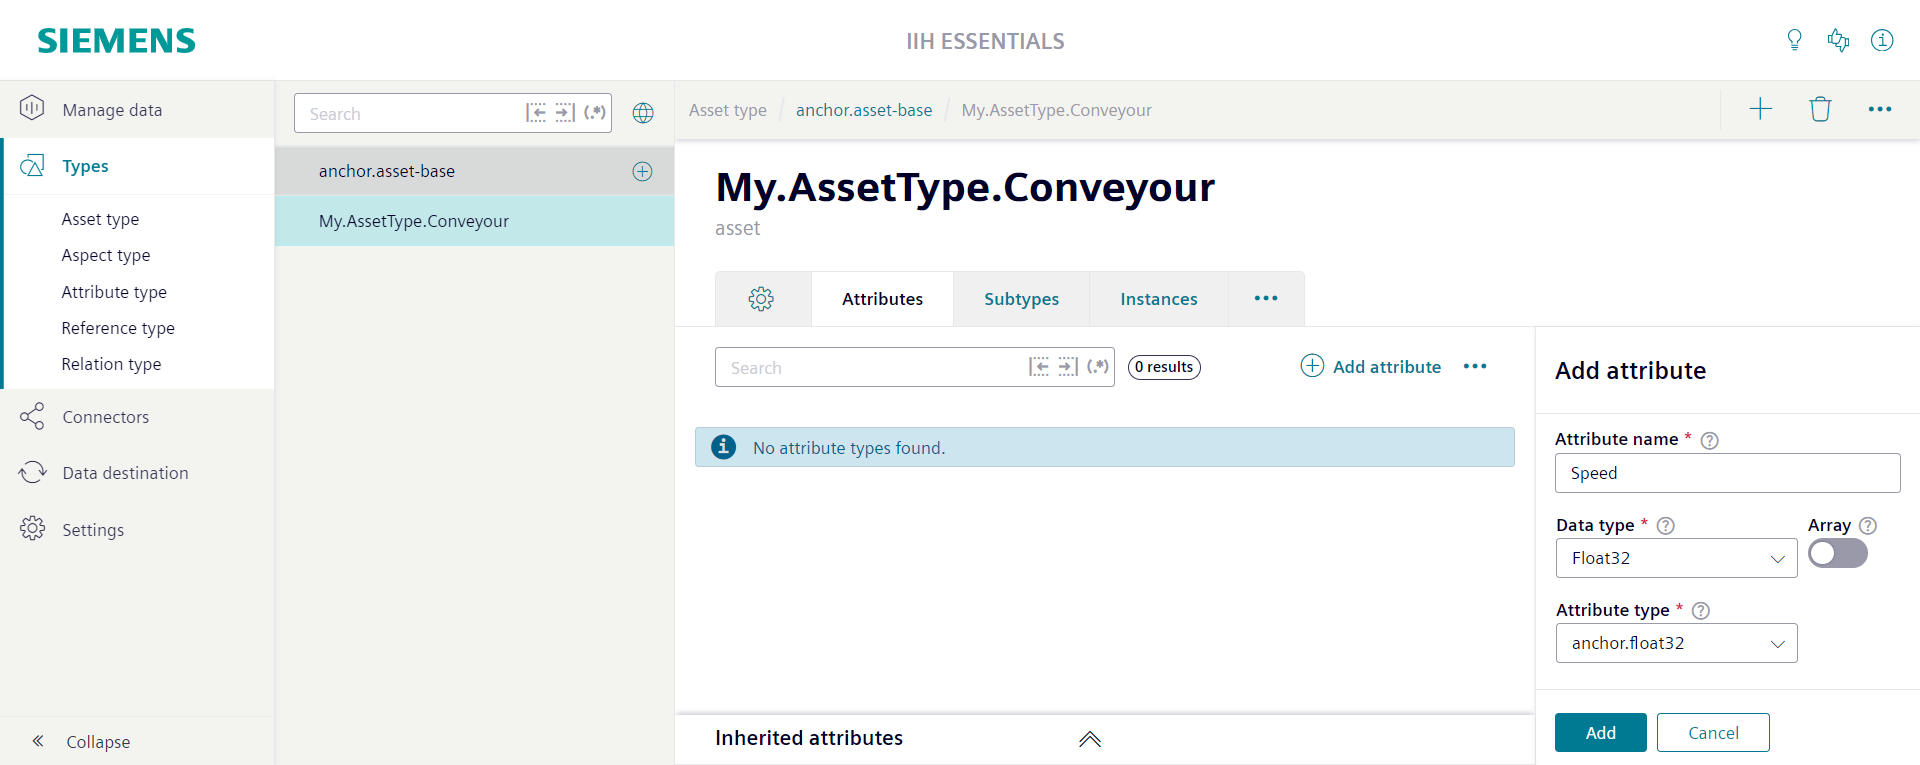 SIEMENS
IIH ESSENTIALS
Manage data
Types
Asset type
Aspect type
Attribute type
Reference type
Relation type
Connectors
Data destination
Settings
Collapse
Search
(.*)
anchor.asset-base
My.AssetType.Conveyour
Asset type / anchor.asset-base / My.AssetType.Conveyour
My.AssetType.Conveyour
asset
Attributes Subtypes Instances
Search
(.*)
0 results
Add attribute
No attribute types found.
Inherited attributes
Add attribute
Attribute name *
Speed
Data type * Array
Float32
Attribute type *
anchor.float32
Add Cancel